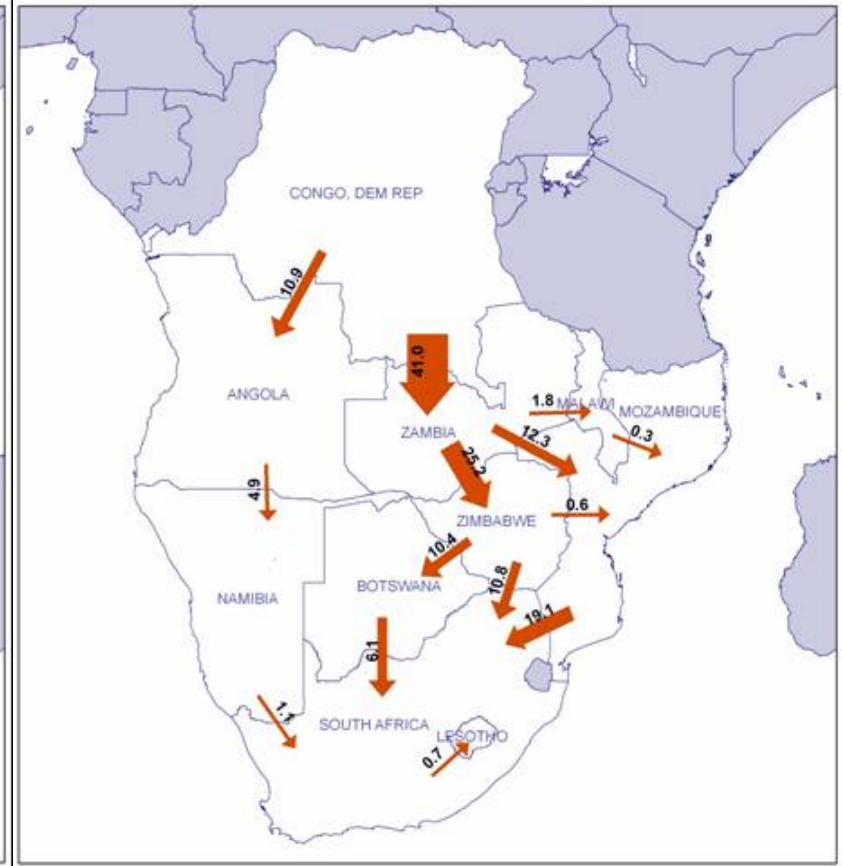 CONGO, DEM REP
10.9
41.0
ANGOLA
1.8
MALAWI
MOZAMBIQUE
ZAMBIA
12.3
0.3
25.2
4.9
0.6
ZIMBABWE
10.4
BOTSWANA
10.8
NAMIBIA
19.1
6.1
1.1
SOUTH AFRICA
LESOTHO
0.7